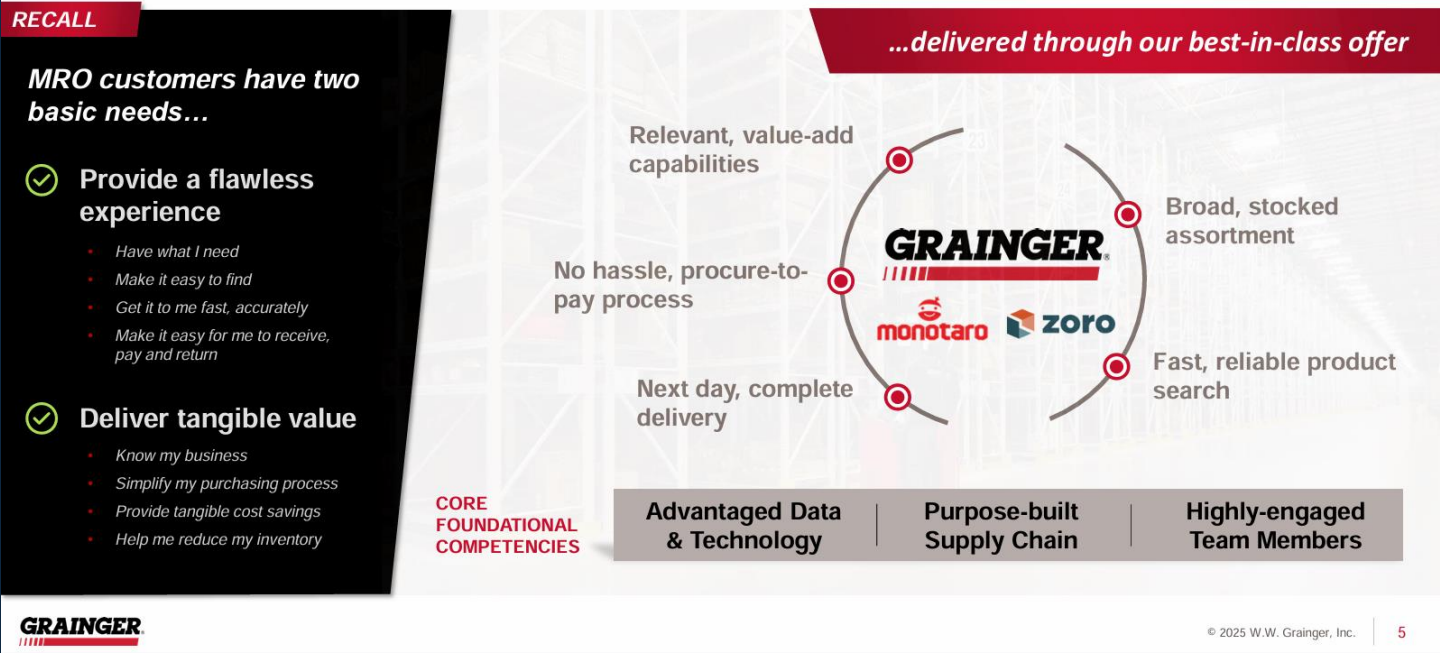 RECALL
MRO customers have two
basic needs…
Provide a flawless
experience
• Have what I need
• Make it easy to find
• Get it to me fast, accurately
• Make it easy for me to receive,
pay and return
Deliver tangible value
• Know my business
• Simplify my purchasing process
• Provide tangible cost savings
• Help me reduce my inventory
…delivered through our best-in-class offer
Relevant, value-add
capabilities
No hassle, procure-to-
pay process
Next day, complete
delivery
23
GRAINGER®
monotaro
zoro
Broad, stocked
assortment
Fast, reliable product
search
CORE
FOUNDATIONAL
COMPETENCIES
Advantaged Data
& Technology
Purpose-built
Supply Chain
Highly-engaged
Team Members
GRAINGER®
© 2025 W.W. Grainger, Inc.
5